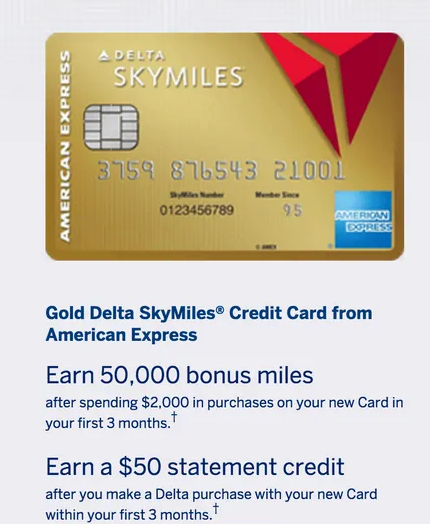 AMERICAN EXPRESS
DELTA
SKYMILES
3759 876543 21001
SkyMiles Number
Member Since
0123456789
95
© AMEX
®
AMERICAN
EXPRESS
Gold Delta SkyMiles® Credit Card from
American Express
Earn 50,000 bonus miles
after spending $2,000 in purchases on your new Card in
your first 3 months.†
Earn a $50 statement credit
after you make a Delta purchase with your new Card
within your first 3 months.†